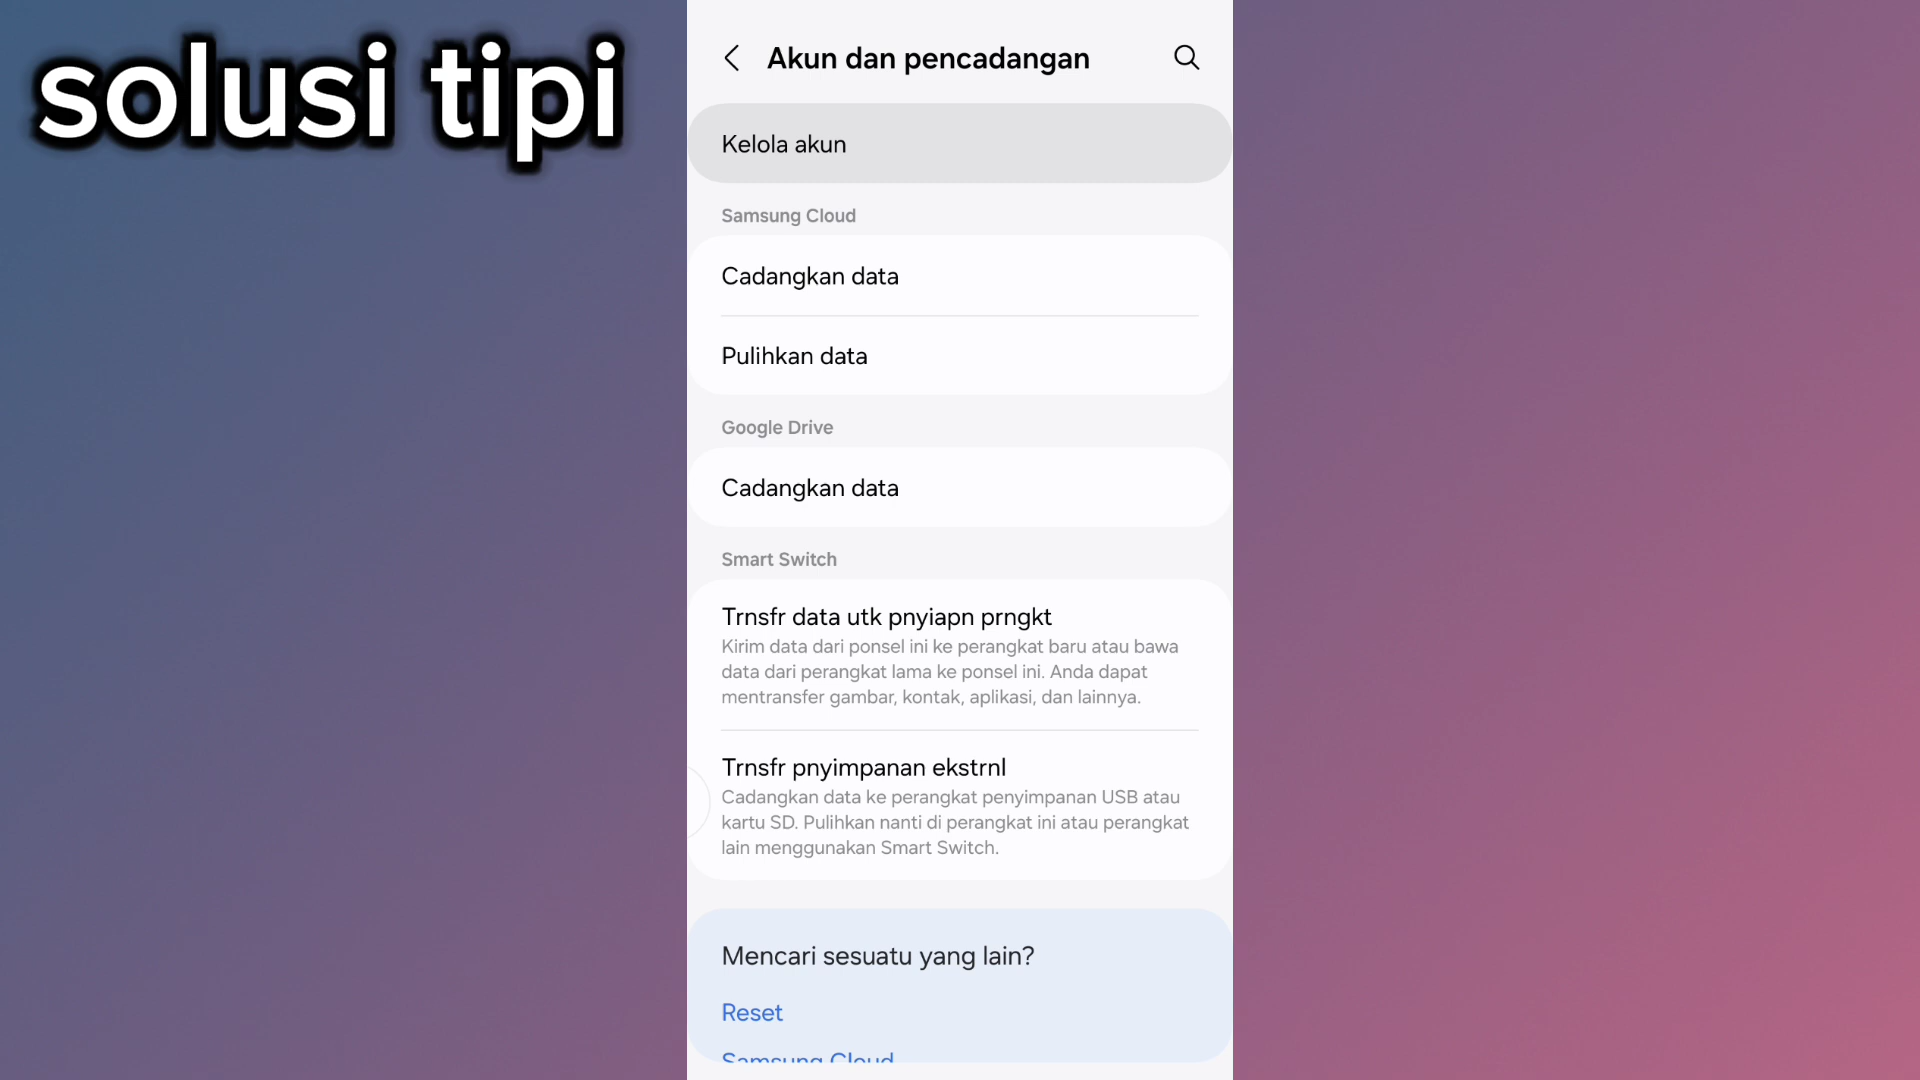 solusi tipi
Akun dan pencadangan
Kelola akun
Samsung Cloud
Cadangkan data
Pulihkan data
Google Drive
Cadangkan data
Smart Switch
Trnsfr data utk pnyiapn prngkt
Kirim data dari ponsel ini ke perangkat baru atau bawa
data dari perangkat lama ke ponsel ini. Anda dapat
mentransfer gambar, kontak, aplikasi, dan lainnya.
Trnsfr pnyimpanan ekstrnl
Cadangkan data ke perangkat penyimpanan USB atau
kartu SD. Pulihkan nanti di perangkat ini atau perangkat
lain menggunakan Smart Switch.
Mencari sesuatu yang lain?
Reset
Samsung Cloud